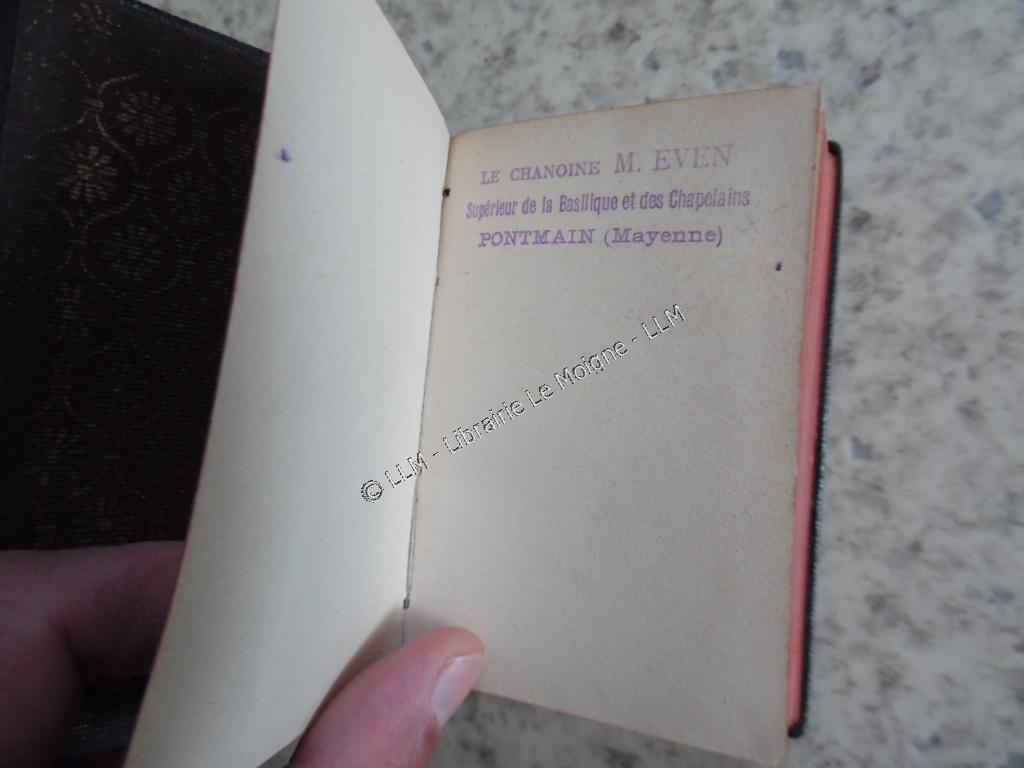 LE CHANOINE M. EVEN
Supérieur de la Basilique et des Chapelains
PONTMAIN (Mayenne)
© LLM - Librairie Le Moigne - LLM